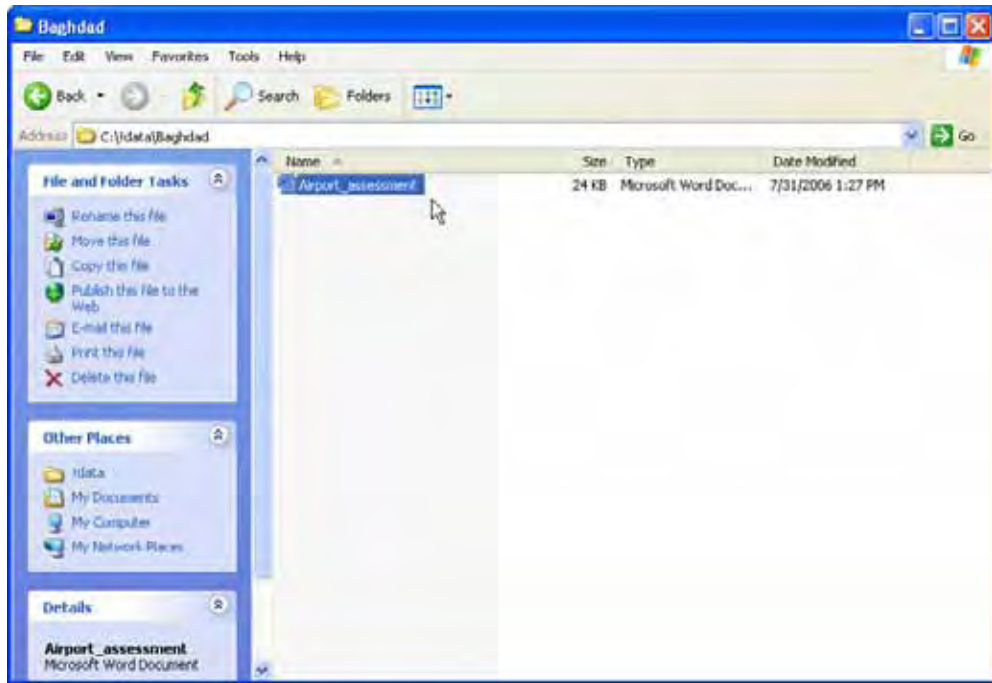 Baghdad
File Edit View Favorites Tools Help
Back Search Folders
Address C:\!data\Baghdad Go
Name Size Type Date Modified
Airport_assessment 24 KB Microsoft Word Doc... 7/31/2006 1:27 PM
File and Folder Tasks
Rename this file
Move this file
Copy this file
Publish this file to the
Web
E-mail this file
Print this file
Delete this file
Other Places
!data
My Documents
My Computer
My Network Places
Details
Airport_assessment
Microsoft Word Document